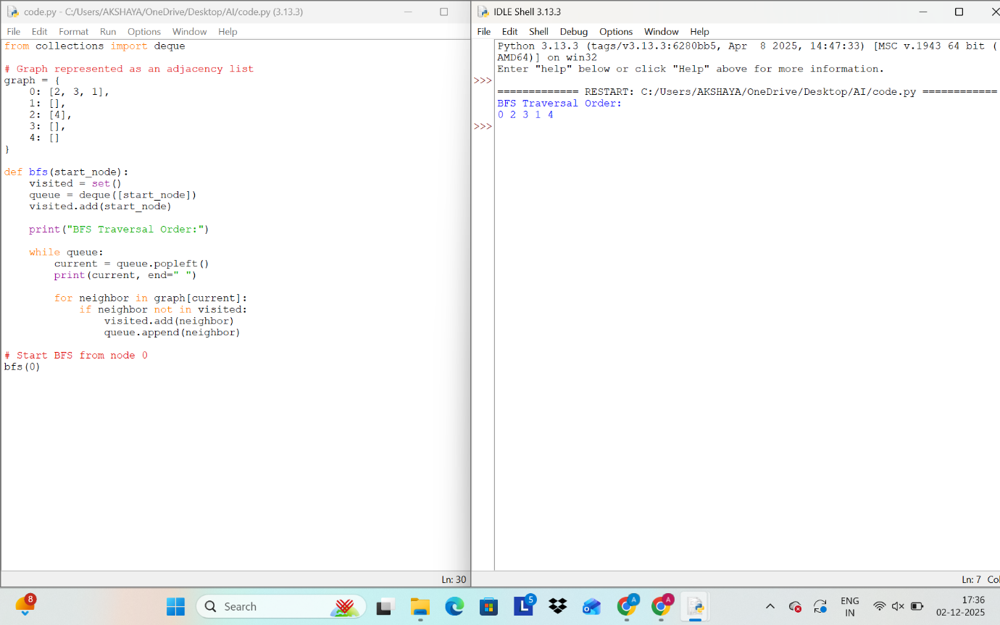 code.py - C:/Users/AKSHAYA/OneDrive/Desktop/AI/code.py (3.13.3)
File Edit Format Run Options Window Help
from collections import deque

# Graph represented as an adjacency list
graph = {
    0: [2, 3, 1],
    1: [],
    2: [4],
    3: [],
    4: []
}

def bfs(start_node):
    visited = set()
    queue = deque([start_node])
    visited.add(start_node)

    print("BFS Traversal Order:")

    while queue:
        current = queue.popleft()
        print(current, end=" ")

        for neighbor in graph[current]:
            if neighbor not in visited:
                visited.add(neighbor)
                queue.append(neighbor)

# Start BFS from node 0
bfs(0)
Ln: 30
IDLE Shell 3.13.3
File Edit Shell Debug Options Window Help
Python 3.13.3 (tags/v3.13.3:6280bb5, Apr  8 2025, 14:47:33) [MSC v.1943 64 bit (
AMD64)] on win32
Enter "help" below or click "Help" above for more information.
>>>
============= RESTART: C:/Users/AKSHAYA/OneDrive/Desktop/AI/code.py ============
BFS Traversal Order:
0 2 3 1 4
>>>
Ln: 7 Co
8
Search
L
5
A
A
ENG
IN
17:36
02-12-2025